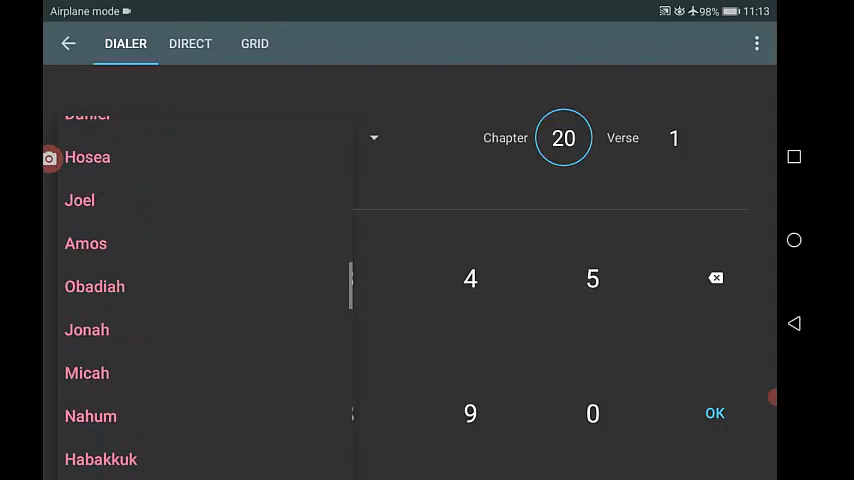 Airplane mode
98% 11:13
DIALER DIRECT GRID
Daniel
Chapter 20 Verse 1
Hosea
Joel
Amos
Obadiah
4 5
Jonah
Micah
Nahum
9 0 OK
Habakkuk